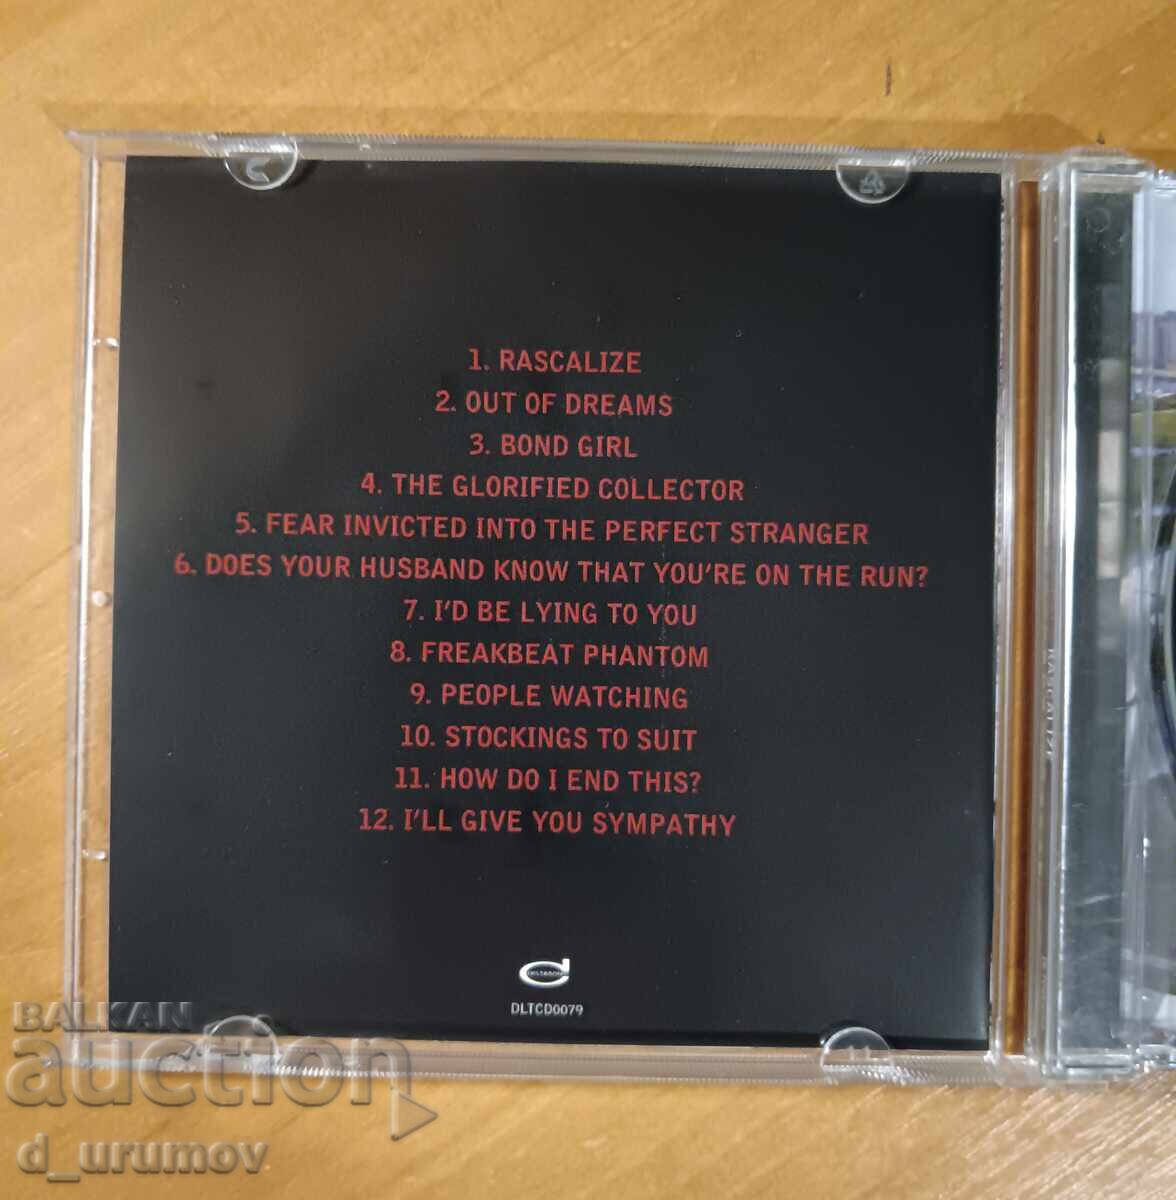 1. RASCALIZE
2. OUT OF DREAMS
3. BOND GIRL
4. THE GLORIFIED COLLECTOR
5. FEAR INVICTED INTO THE PERFECT STRANGER
6. DOES YOUR HUSBAND KNOW THAT YOU'RE ON THE RUN?
7. I'D BE LYING TO YOU
8. FREAKBEAT PHANTOM
9. PEOPLE WATCHING
10. STOCKINGS TO SUIT
11. HOW DO I END THIS?
12. I'LL GIVE YOU SYMPATHY
DLTCD0079
RASCALIZE
BALKAN
auction
d_urumov